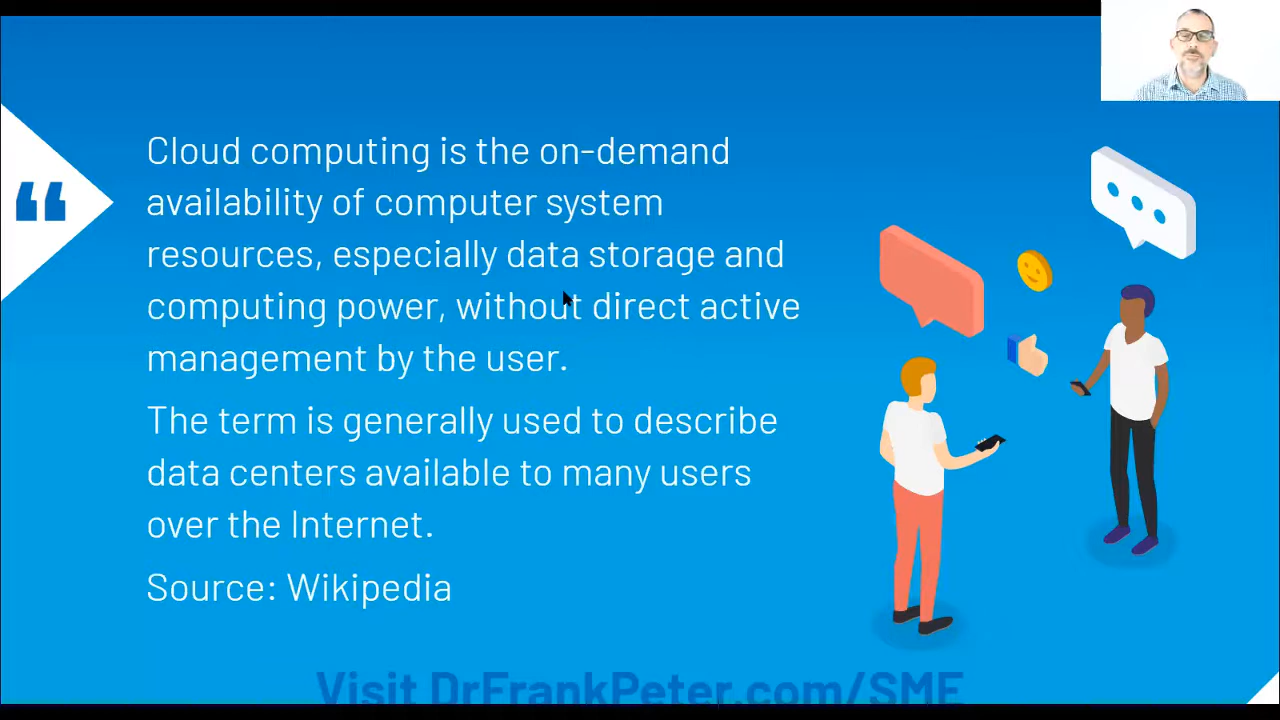 “
Cloud computing is the on-demand
availability of computer system
resources, especially data storage and
computing power, without direct active
management by the user.
The term is generally used to describe
data centers available to many users
over the Internet.
Source: Wikipedia
Visit DrFrankPeter.com/SME